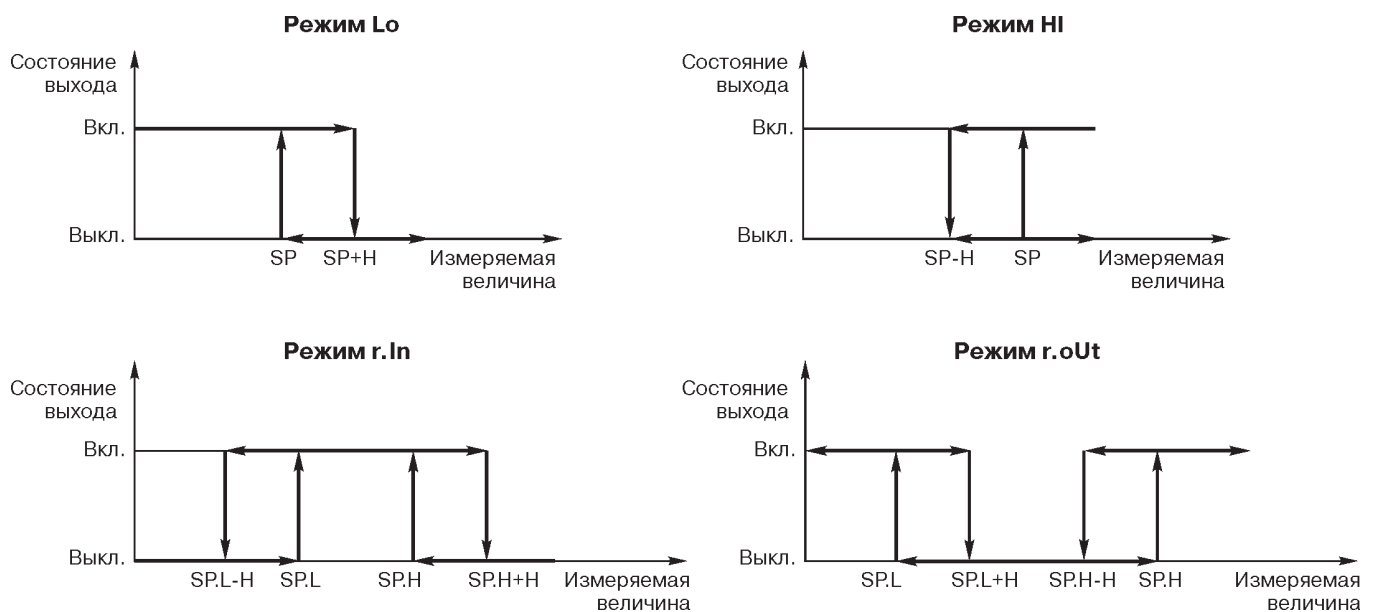 Режим Lo
Состояние
выхода
Вкл.
Выкл.
SP
SP+H
Измеряемая
величина
Режим HI
Состояние
выхода
Вкл.
Выкл.
SP-H
SP
Измеряемая
величина
Режим r.In
Состояние
выхода
Вкл.
Выкл.
SP.L-H
SP.L
SP.H
SP.H+H
Измеряемая
величина
Режим r.oUt
Состояние
выхода
Вкл.
Выкл.
SP.L
SP.L+H
SP.H-H
SP.H
Измеряемая
величина